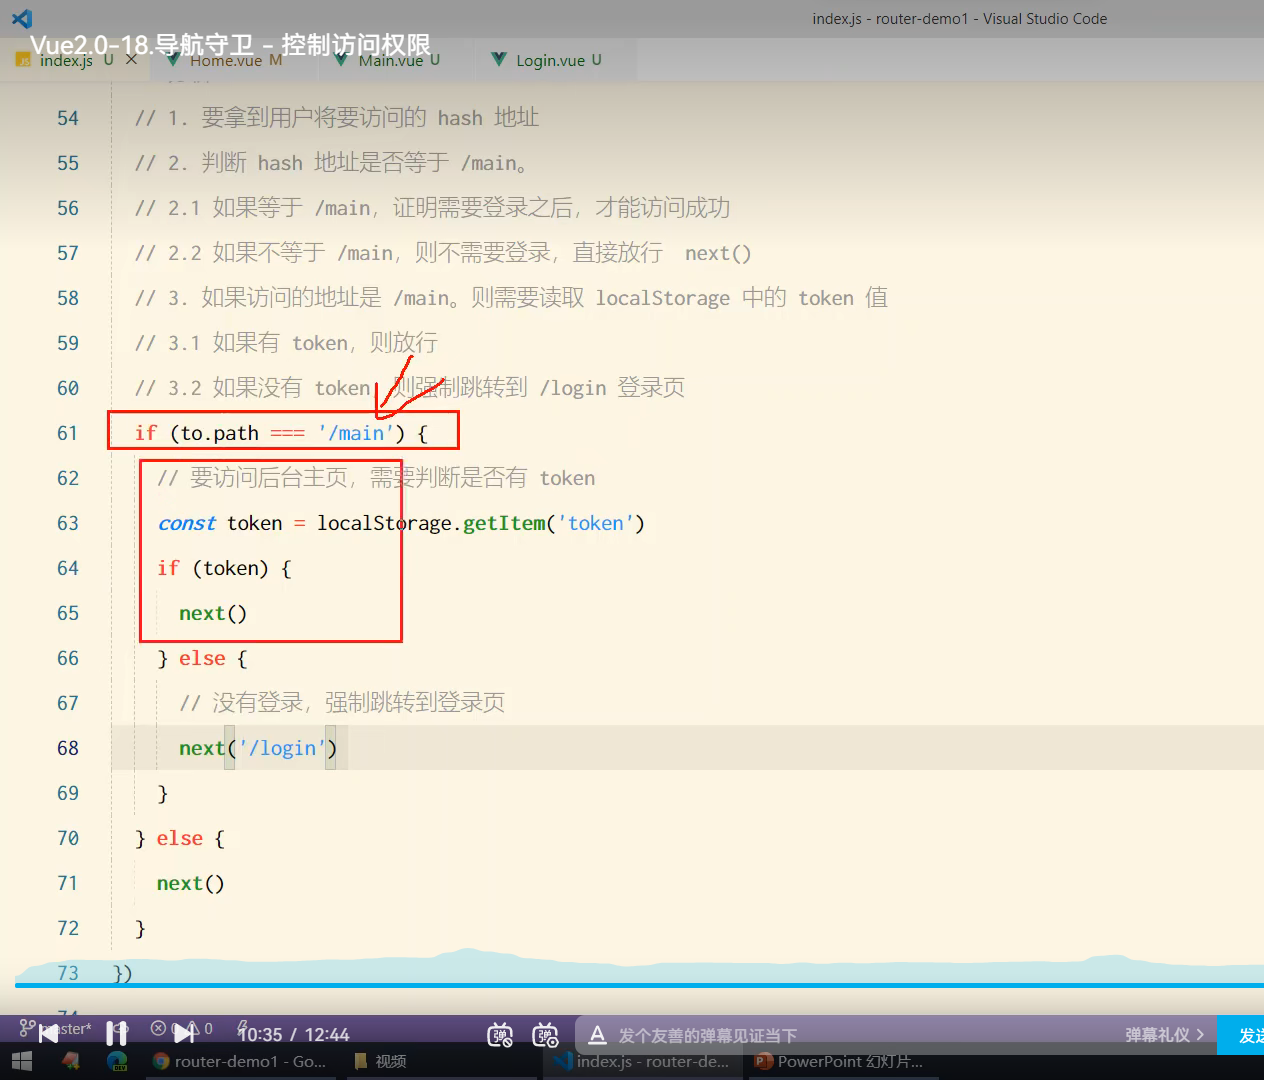 index.js - router-demo1 - Visual Studio Code
Vue2.0-18.导航守卫 - 控制访问权限
index.js U
Home.vue M
Main.vue U
Login.vue U
54 // 1. 要拿到用户将要访问的 hash 地址
55 // 2. 判断 hash 地址是否等于 /main。
56 // 2.1 如果等于 /main，证明需要登录之后，才能访问成功
57 // 2.2 如果不等于 /main，则不需要登录，直接放行 next()
58 // 3. 如果访问的地址是 /main。则需要读取 localStorage 中的 token 值
59 // 3.1 如果有 token，则放行
60 // 3.2 如果没有 token，则强制跳转到 /login 登录页
61 if (to.path === '/main') {
62 // 要访问后台主页，需要判断是否有 token
63 const token = localStorage.getItem('token')
64 if (token) {
65 next()
66 } else {
67 // 没有登录，强制跳转到登录页
68 next('/login')
69 }
70 } else {
71 next()
72 }
73 })
master* 0 0
10:35 / 12:44
弹 弹
发个友善的弹幕见证当下
弹幕礼仪 >
发送
router-demo1 - Go...
视频
index.js - router-de...
PowerPoint 幻灯片...